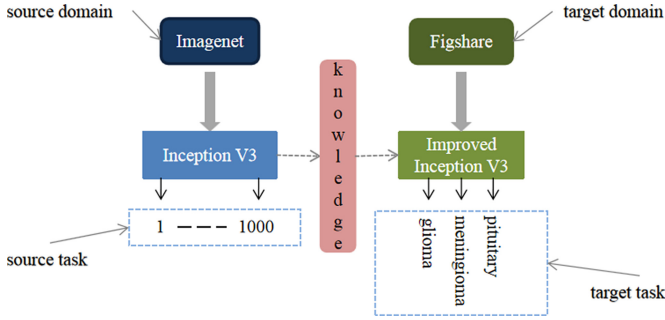 source domain
target domain
Imagenet
Figshare
knowledge
Inception V3
Improved
Inception V3
1
1000
glioma
meningioma
pituitary
source task
target task